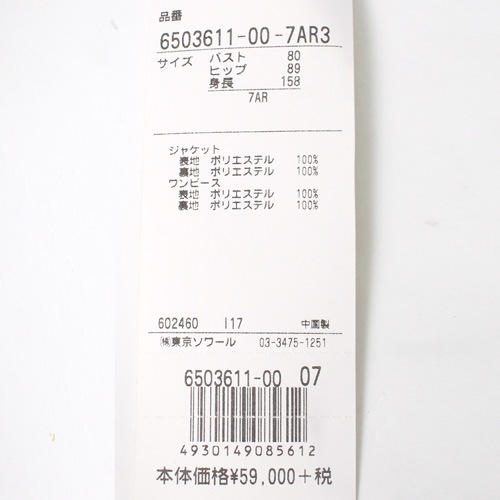 品番
6503611-00-7AR3
サイズ バスト 80
ヒップ 89
身長 158
7AR
ジャケット
表地 ポリエステル 100%
裏地 ポリエステル 100%
ワンピース
表地 ポリエステル 100%
裏地 ポリエステル 100%
602460 I17 中国製
㈱東京ソワール 03-3475-1251
6503611-00 07
4930149085612
本体価格¥59,000+税